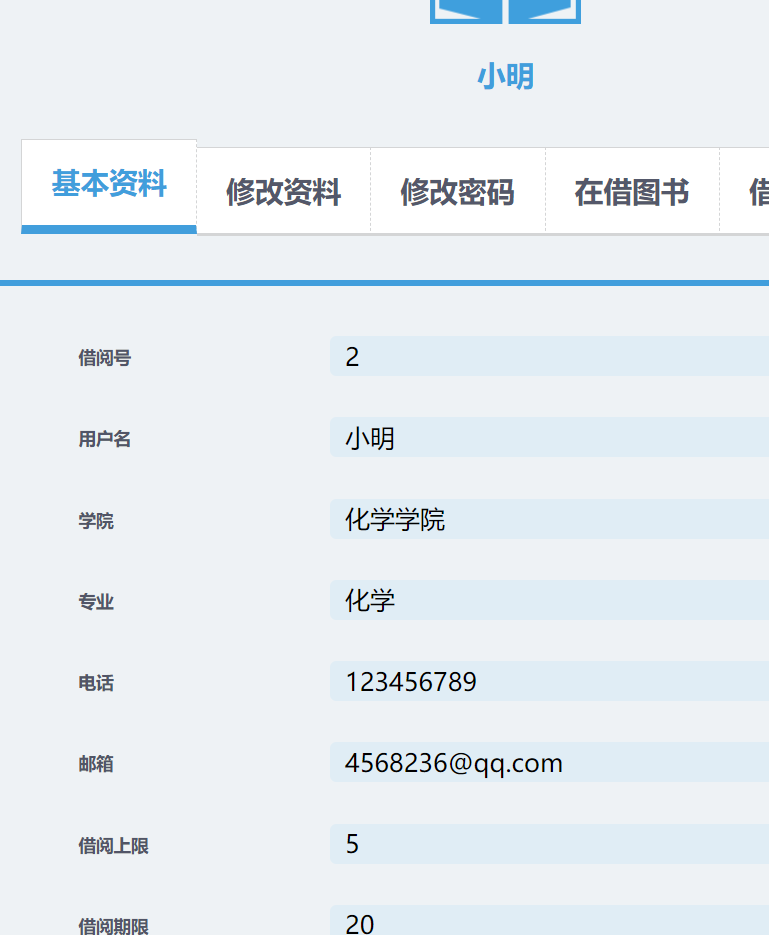 小明
基本资料 修改资料 修改密码 在借图书 借
借阅号 2
用户名 小明
学院 化学学院
专业 化学
电话 123456789
邮箱 4568236@qq.com
借阅上限 5
借阅期限 20